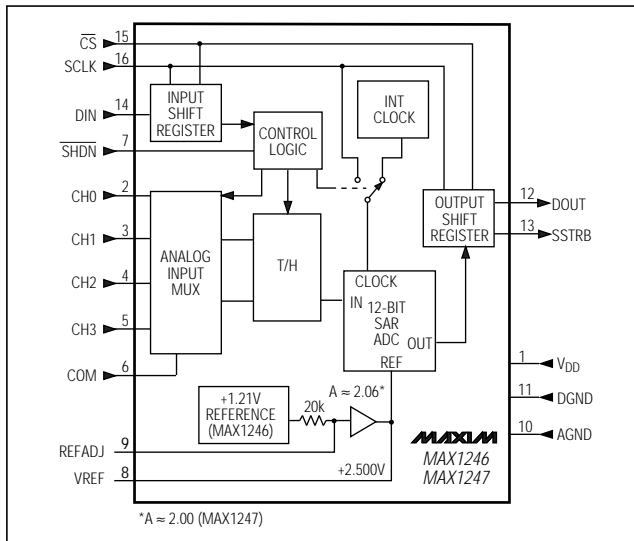 15
CS
16
SCLK
14
DIN
7
SHDN
2
CH0
3
CH1
4
CH2
5
CH3
6
COM
9
REFADJ
8
VREF
INPUT
SHIFT
REGISTER
CONTROL
LOGIC
INT
CLOCK
ANALOG
INPUT
MUX
T/H
CLOCK
IN
12-BIT
SAR
ADC
OUT
REF
OUTPUT
SHIFT
REGISTER
12
DOUT
13
SSTRB
1
VDD
11
DGND
10
AGND
+1.21V
REFERENCE
(MAX1246)
20k
A ≈ 2.06*
+2.500V
MAXIM
MAX1246
MAX1247
*A ≈ 2.00 (MAX1247)